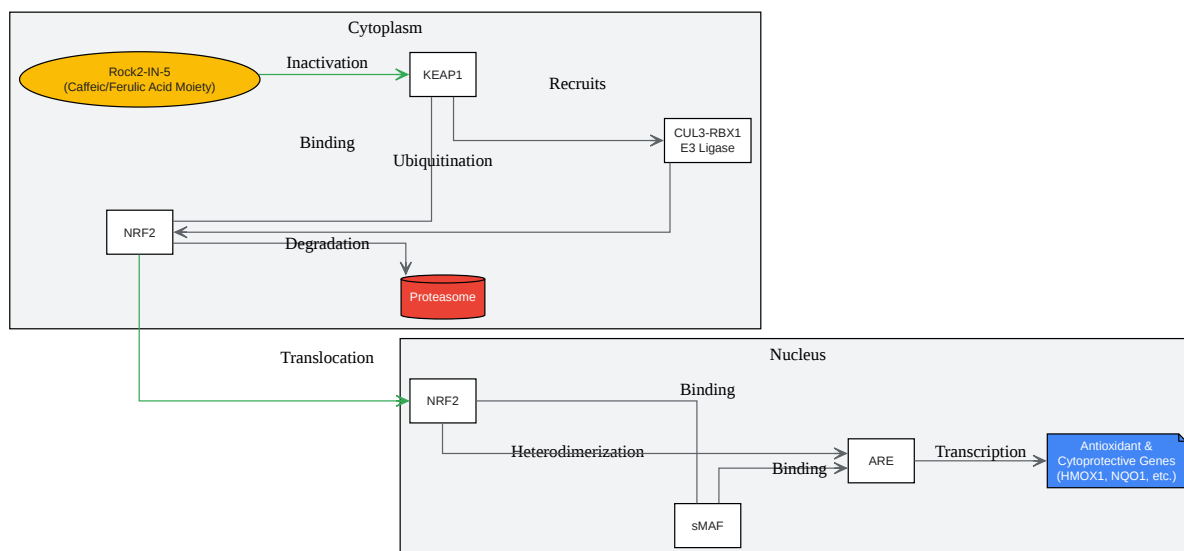 Cytoplasm
Rock2-IN-5
(Caffeic/Ferulic Acid Moiety)
Inactivation
KEAP1
Recruits
CUL3-RBX1
E3 Ligase
Binding
Ubiquitination
NRF2
Degradation
Proteasome
Translocation
Nucleus
NRF2
Binding
Heterodimerization
Binding
ARE
Transcription
Antioxidant &
Cytoprotective Genes
(HMOX1, NQO1, etc.)
sMAF